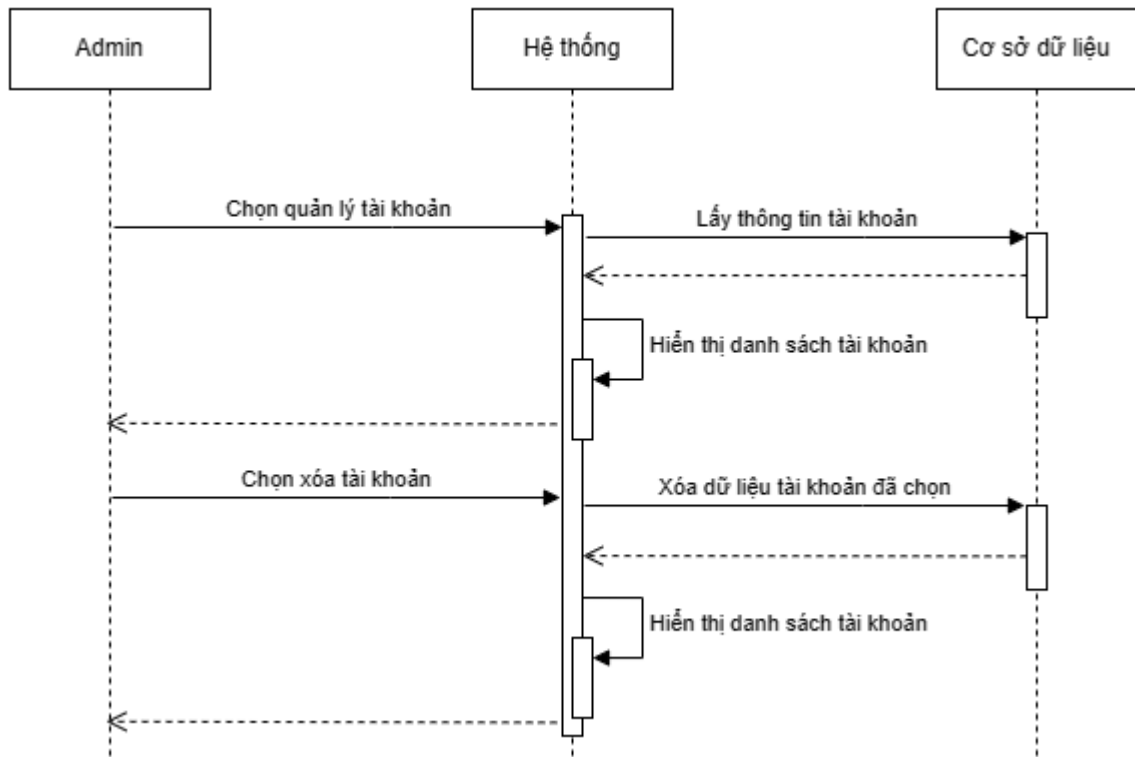 Admin
Hệ thống
Cơ sở dữ liệu
Chọn quản lý tài khoản
Lấy thông tin tài khoản
Hiển thị danh sách tài khoản
Chọn xóa tài khoản
Xóa dữ liệu tài khoản đã chọn
Hiển thị danh sách tài khoản